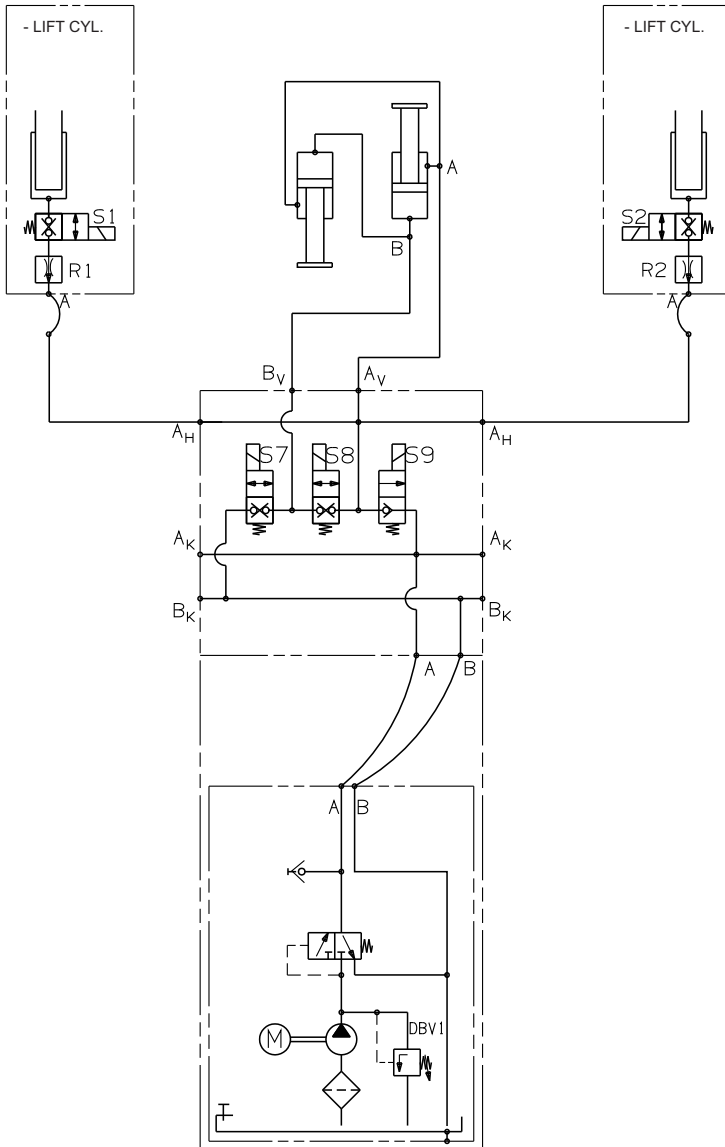 - LIFT CYL.
- LIFT CYL.
A
S1
S2
B
R1
R2
A
A
B_V
A_V
A_H
A_H
S7
S8
S9
A_K
A_K
B_K
B_K
A
B
A
B
M
DBV1